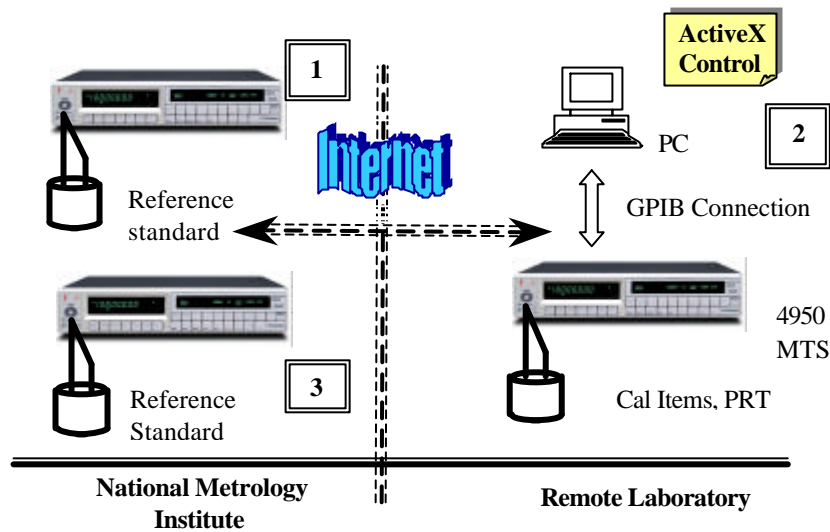 ActiveX
Control
1
2
Internet
PC
Reference
standard
GPIB Connection
4950
MTS
3
Reference
Standard
Cal Items, PRT
National Metrology
Institute
Remote Laboratory